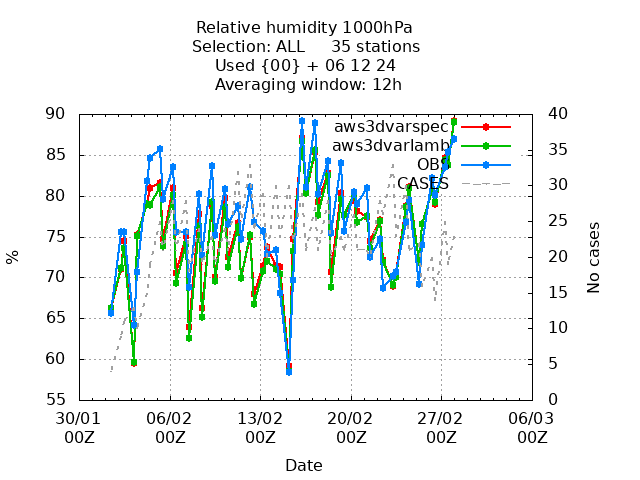 Relative humidity 1000hPa
Selection: ALL 35 stations
Used {00} + 06 12 24
Averaging window: 12h
aws3dvarspec
aws3dvarlamb
OBS
CASES
%
90
85
80
75
70
65
60
55
No cases
40
35
30
25
20
15
10
5
0
30/01 06/02 13/02 20/02 27/02 06/03
00Z 00Z 00Z 00Z 00Z 00Z
Date